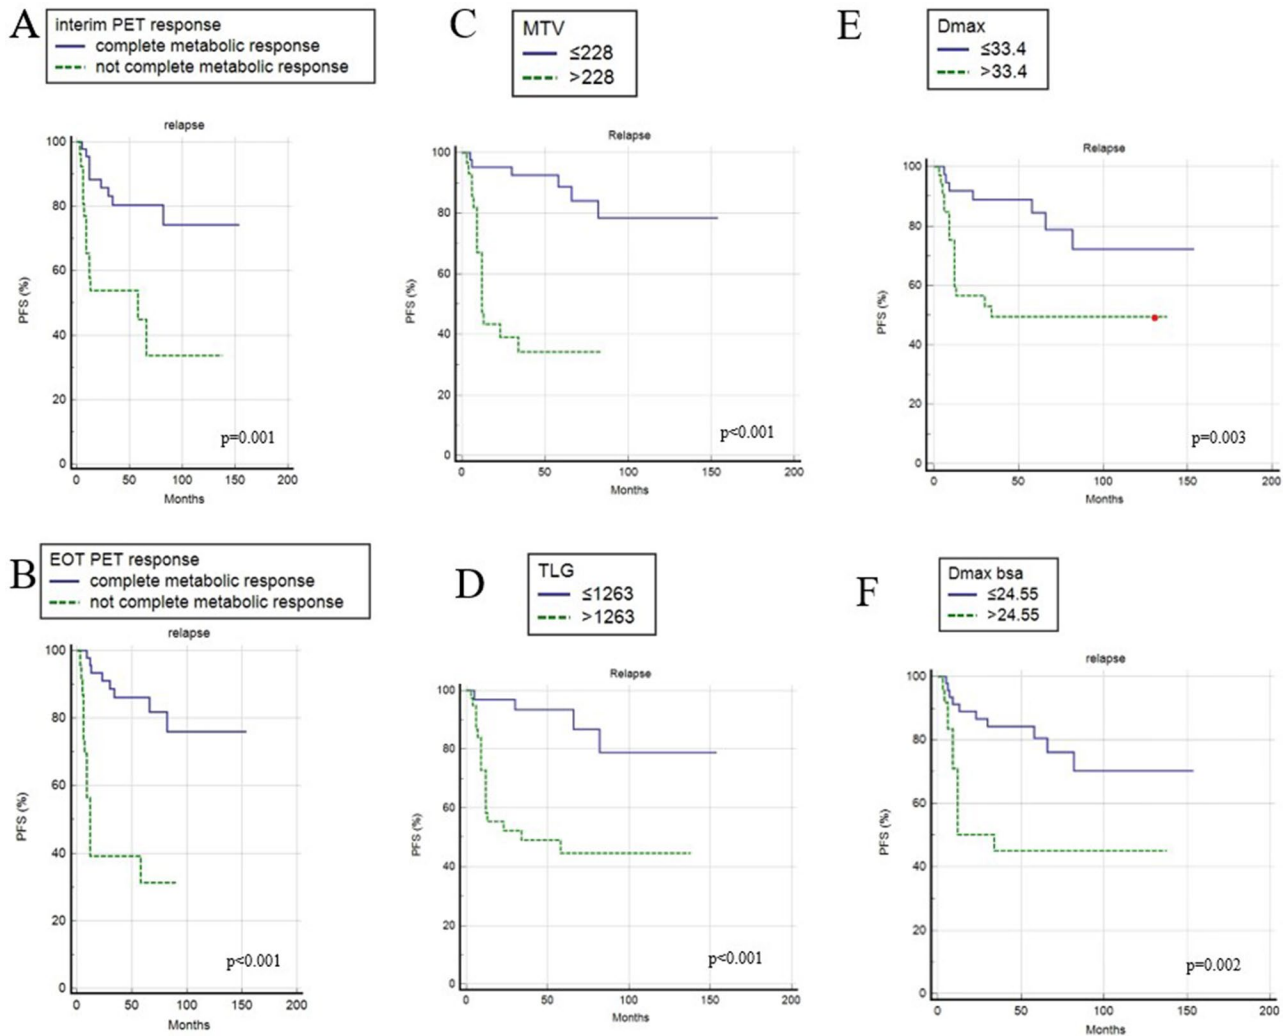 A
interim PET response
complete metabolic response
not complete metabolic response
relapse
100
80
60
40
20
0
PFS (%)
p=0.001
0 50 100 150 200
Months
C
MTV
≤228
>228
Relapse
100
80
60
40
20
0
PFS (%)
p<0.001
0 50 100 150 200
Months
E
Dmax
≤33.4
>33.4
Relapse
100
80
60
40
20
0
PFS (%)
p=0.003
0 50 100 150 200
Months
B
EOT PET response
complete metabolic response
not complete metabolic response
relapse
100
80
60
40
20
0
PFS (%)
p<0.001
0 50 100 150 200
Months
D
TLG
≤1263
>1263
Relapse
100
80
60
40
20
0
PFS (%)
p<0.001
0 50 100 150 200
Months
F
Dmax bsa
≤24.55
>24.55
relapse
100
80
60
40
20
0
PFS (%)
p=0.002
0 50 100 150 200
Months